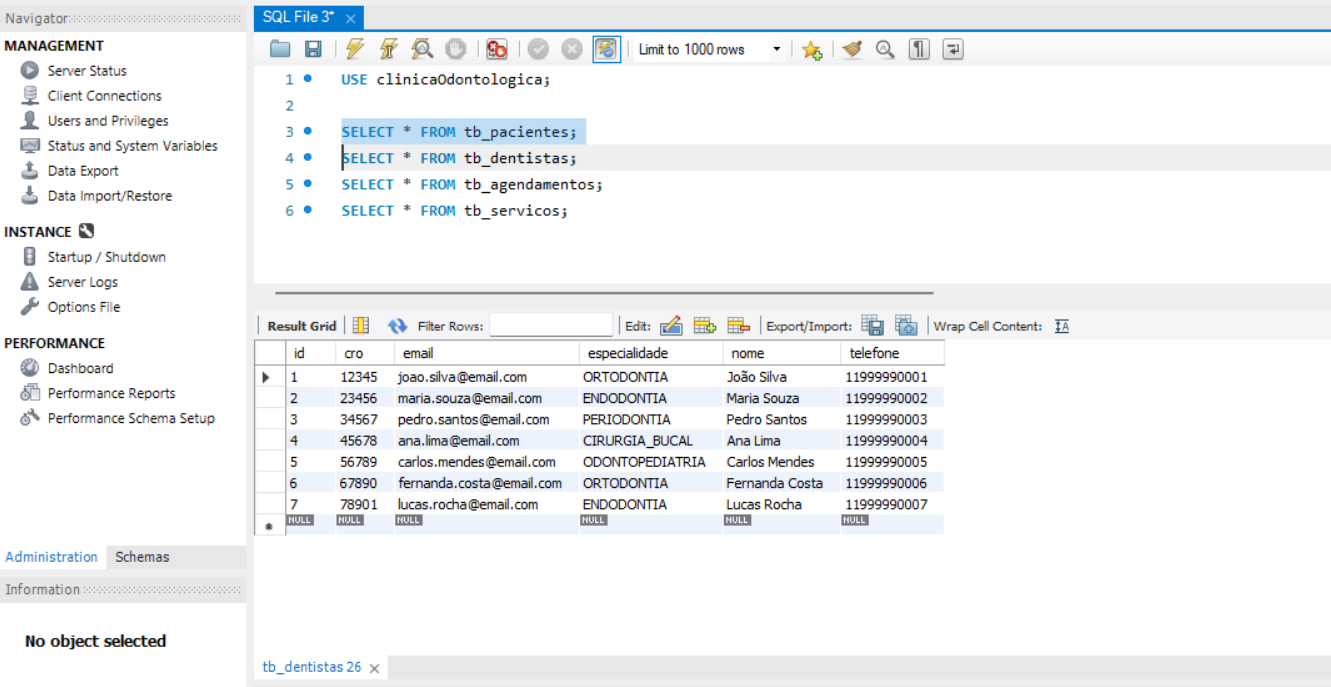 Navigator
MANAGEMENT
Server Status
Client Connections
Users and Privileges
Status and System Variables
Data Export
Data Import/Restore
INSTANCE
Startup / Shutdown
Server Logs
Options File
PERFORMANCE
Dashboard
Performance Reports
Performance Schema Setup
Administration Schemas
Information
No object selected
SQL File 3*
Limit to 1000 rows
1 USE clinicaOdontologica;
2
3 SELECT * FROM tb_pacientes;
4 SELECT * FROM tb_dentistas;
5 SELECT * FROM tb_agendamentos;
6 SELECT * FROM tb_servicos;
Result Grid Filter Rows: Edit: Export/Import: Wrap Cell Content:
id cro email especialidade nome telefone
1 12345 joao.silva@email.com ORTODONTIA João Silva 11999990001
2 23456 maria.souza@email.com ENDODONTIA Maria Souza 11999990002
3 34567 pedro.santos@email.com PERIODONTIA Pedro Santos 11999990003
4 45678 ana.lima@email.com CIRURGIA_BUCAL Ana Lima 11999990004
5 56789 carlos.mendes@email.com ODONTOPEDIATRIA Carlos Mendes 11999990005
6 67890 fernanda.costa@email.com ORTODONTIA Fernanda Costa 11999990006
7 78901 lucas.rocha@email.com ENDODONTIA Lucas Rocha 11999990007
NULL NULL NULL NULL NULL NULL
tb_dentistas 26